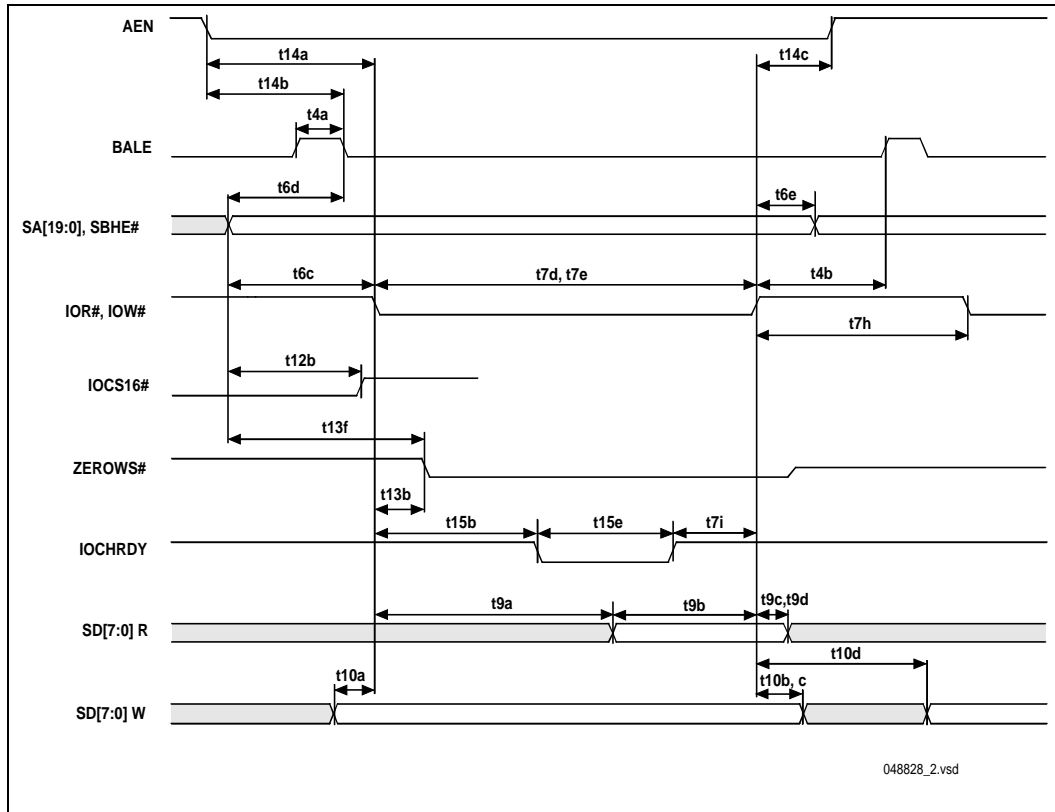 AEN
t14a
t14c
t14b
t4a
BALE
t6d
t6e
SA[19:0], SBHE#
t6c
t7d, t7e
t4b
IOR#, IOW#
t7h
t12b
IOCS16#
t13f
ZEROWS#
t13b
t15b
t15e
t7i
IOCHRDY
t9a
t9b
t9c,t9d
SD[7:0] R
t10d
t10a
t10b, c
SD[7:0] W
048828_2.vsd